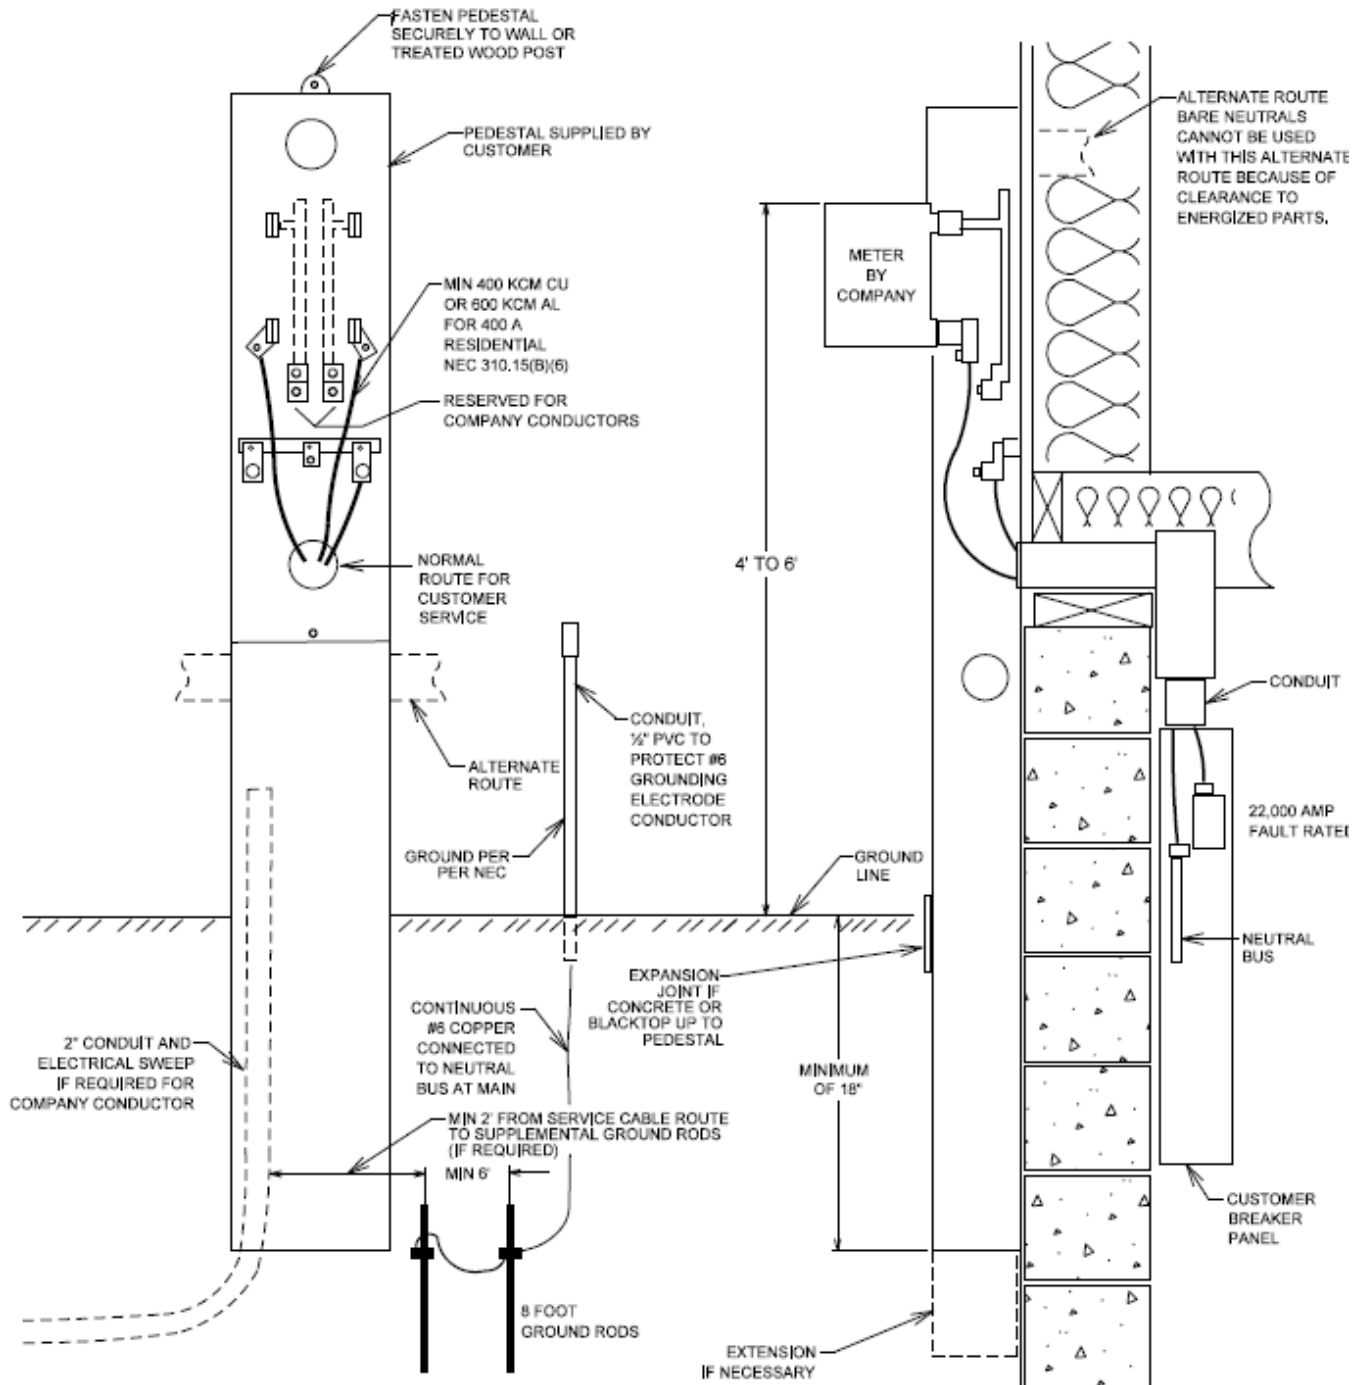 FASTEN PEDESTAL
SECURELY TO WALL OR
TREATED WOOD POST
PEDESTAL SUPPLIED BY
CUSTOMER
MIN 400 KCM CU
OR 600 KCM AL
FOR 400 A
RESIDENTIAL
NEC 310.15(B)(6)
RESERVED FOR
COMPANY CONDUCTORS
NORMAL
ROUTE FOR
CUSTOMER
SERVICE
ALTERNATE
ROUTE
CONDUIT,
½" PVC TO
PROTECT #6
GROUNDING
ELECTRODE
CONDUCTOR
GROUND PER
PER NEC
2" CONDUIT AND
ELECTRICAL SWEEP
IF REQUIRED FOR
COMPANY CONDUCTOR
CONTINUOUS
#6 COPPER
CONNECTED
TO NEUTRAL
BUS AT MAIN
MIN 2' FROM SERVICE CABLE ROUTE
TO SUPPLEMENTAL GROUND RODS
(IF REQUIRED)
MIN 6'
8 FOOT
GROUND RODS
ALTERNATE ROUTE
BARE NEUTRALS
CANNOT BE USED
WITH THIS ALTERNATE
ROUTE BECAUSE OF
CLEARANCE TO
ENERGIZED PARTS.
METER
BY
COMPANY
4' TO 6'
GROUND
LINE
EXPANSION
JOINT IF
CONCRETE OR
BLACKTOP UP TO
PEDESTAL
MINIMUM
OF 18"
CONDUIT
22,000 AMP
FAULT RATED
NEUTRAL
BUS
CUSTOMER
BREAKER
PANEL
EXTENSION
IF NECESSARY